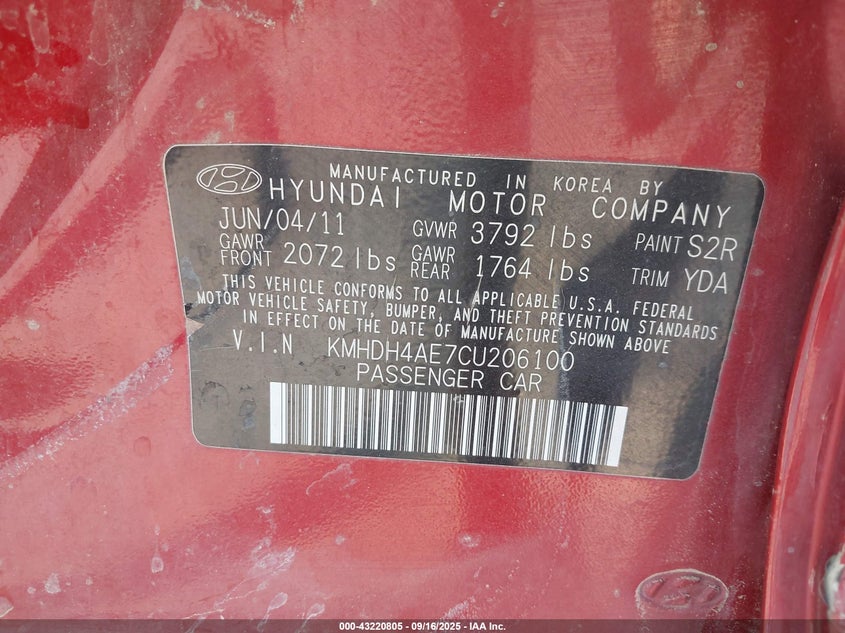 MANUFACTURED IN KOREA BY
HYUNDAI MOTOR COMPANY
JUN/04/11 GVWR 3792 lbs PAINT S2R
GAWR FRONT 2072 lbs GAWR REAR 1764 lbs TRIM YDA
THIS VEHICLE CONFORMS TO ALL APPLICABLE U.S.A. FEDERAL
MOTOR VEHICLE SAFETY, BUMPER, AND THEFT PREVENTION STANDARDS
IN EFFECT ON THE DATE OF MANUFACTURE SHOWN ABOVE
V.I.N KMHDH4AE7CU206100
PASSENGER CAR
000-43220805 - 09/16/2025 - IAA Inc.